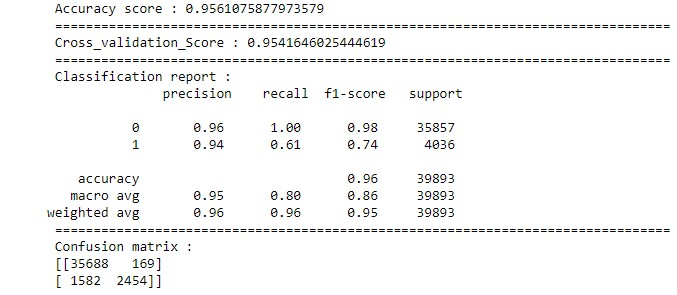 Accuracy score : 0.9561075877973579
================================================================================
Cross_validation_Score : 0.9541646025444619
================================================================================
Classification report :
              precision    recall  f1-score   support

           0       0.96      1.00      0.98     35857
           1       0.94      0.61      0.74      4036

    accuracy                           0.96     39893
   macro avg       0.95      0.80      0.86     39893
weighted avg       0.96      0.96      0.95     39893
================================================================================
Confusion matrix :
[[35688   169]
[ 1582  2454]]